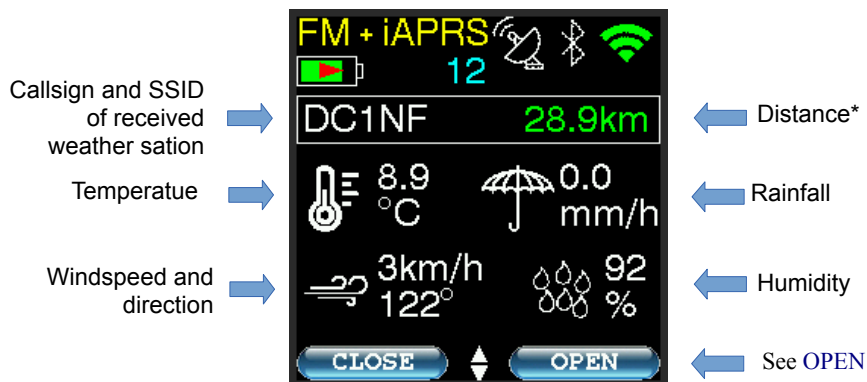 FM + iAPRS
12
Callsign and SSID
of received
weather sation
DC1NF 28.9km
Distance*
Temperatue
8.9
°C
0.0
mm/h
Rainfall
Windspeed and
direction
3km/h
122°
92
%
Humidity
CLOSE OPEN
See OPEN